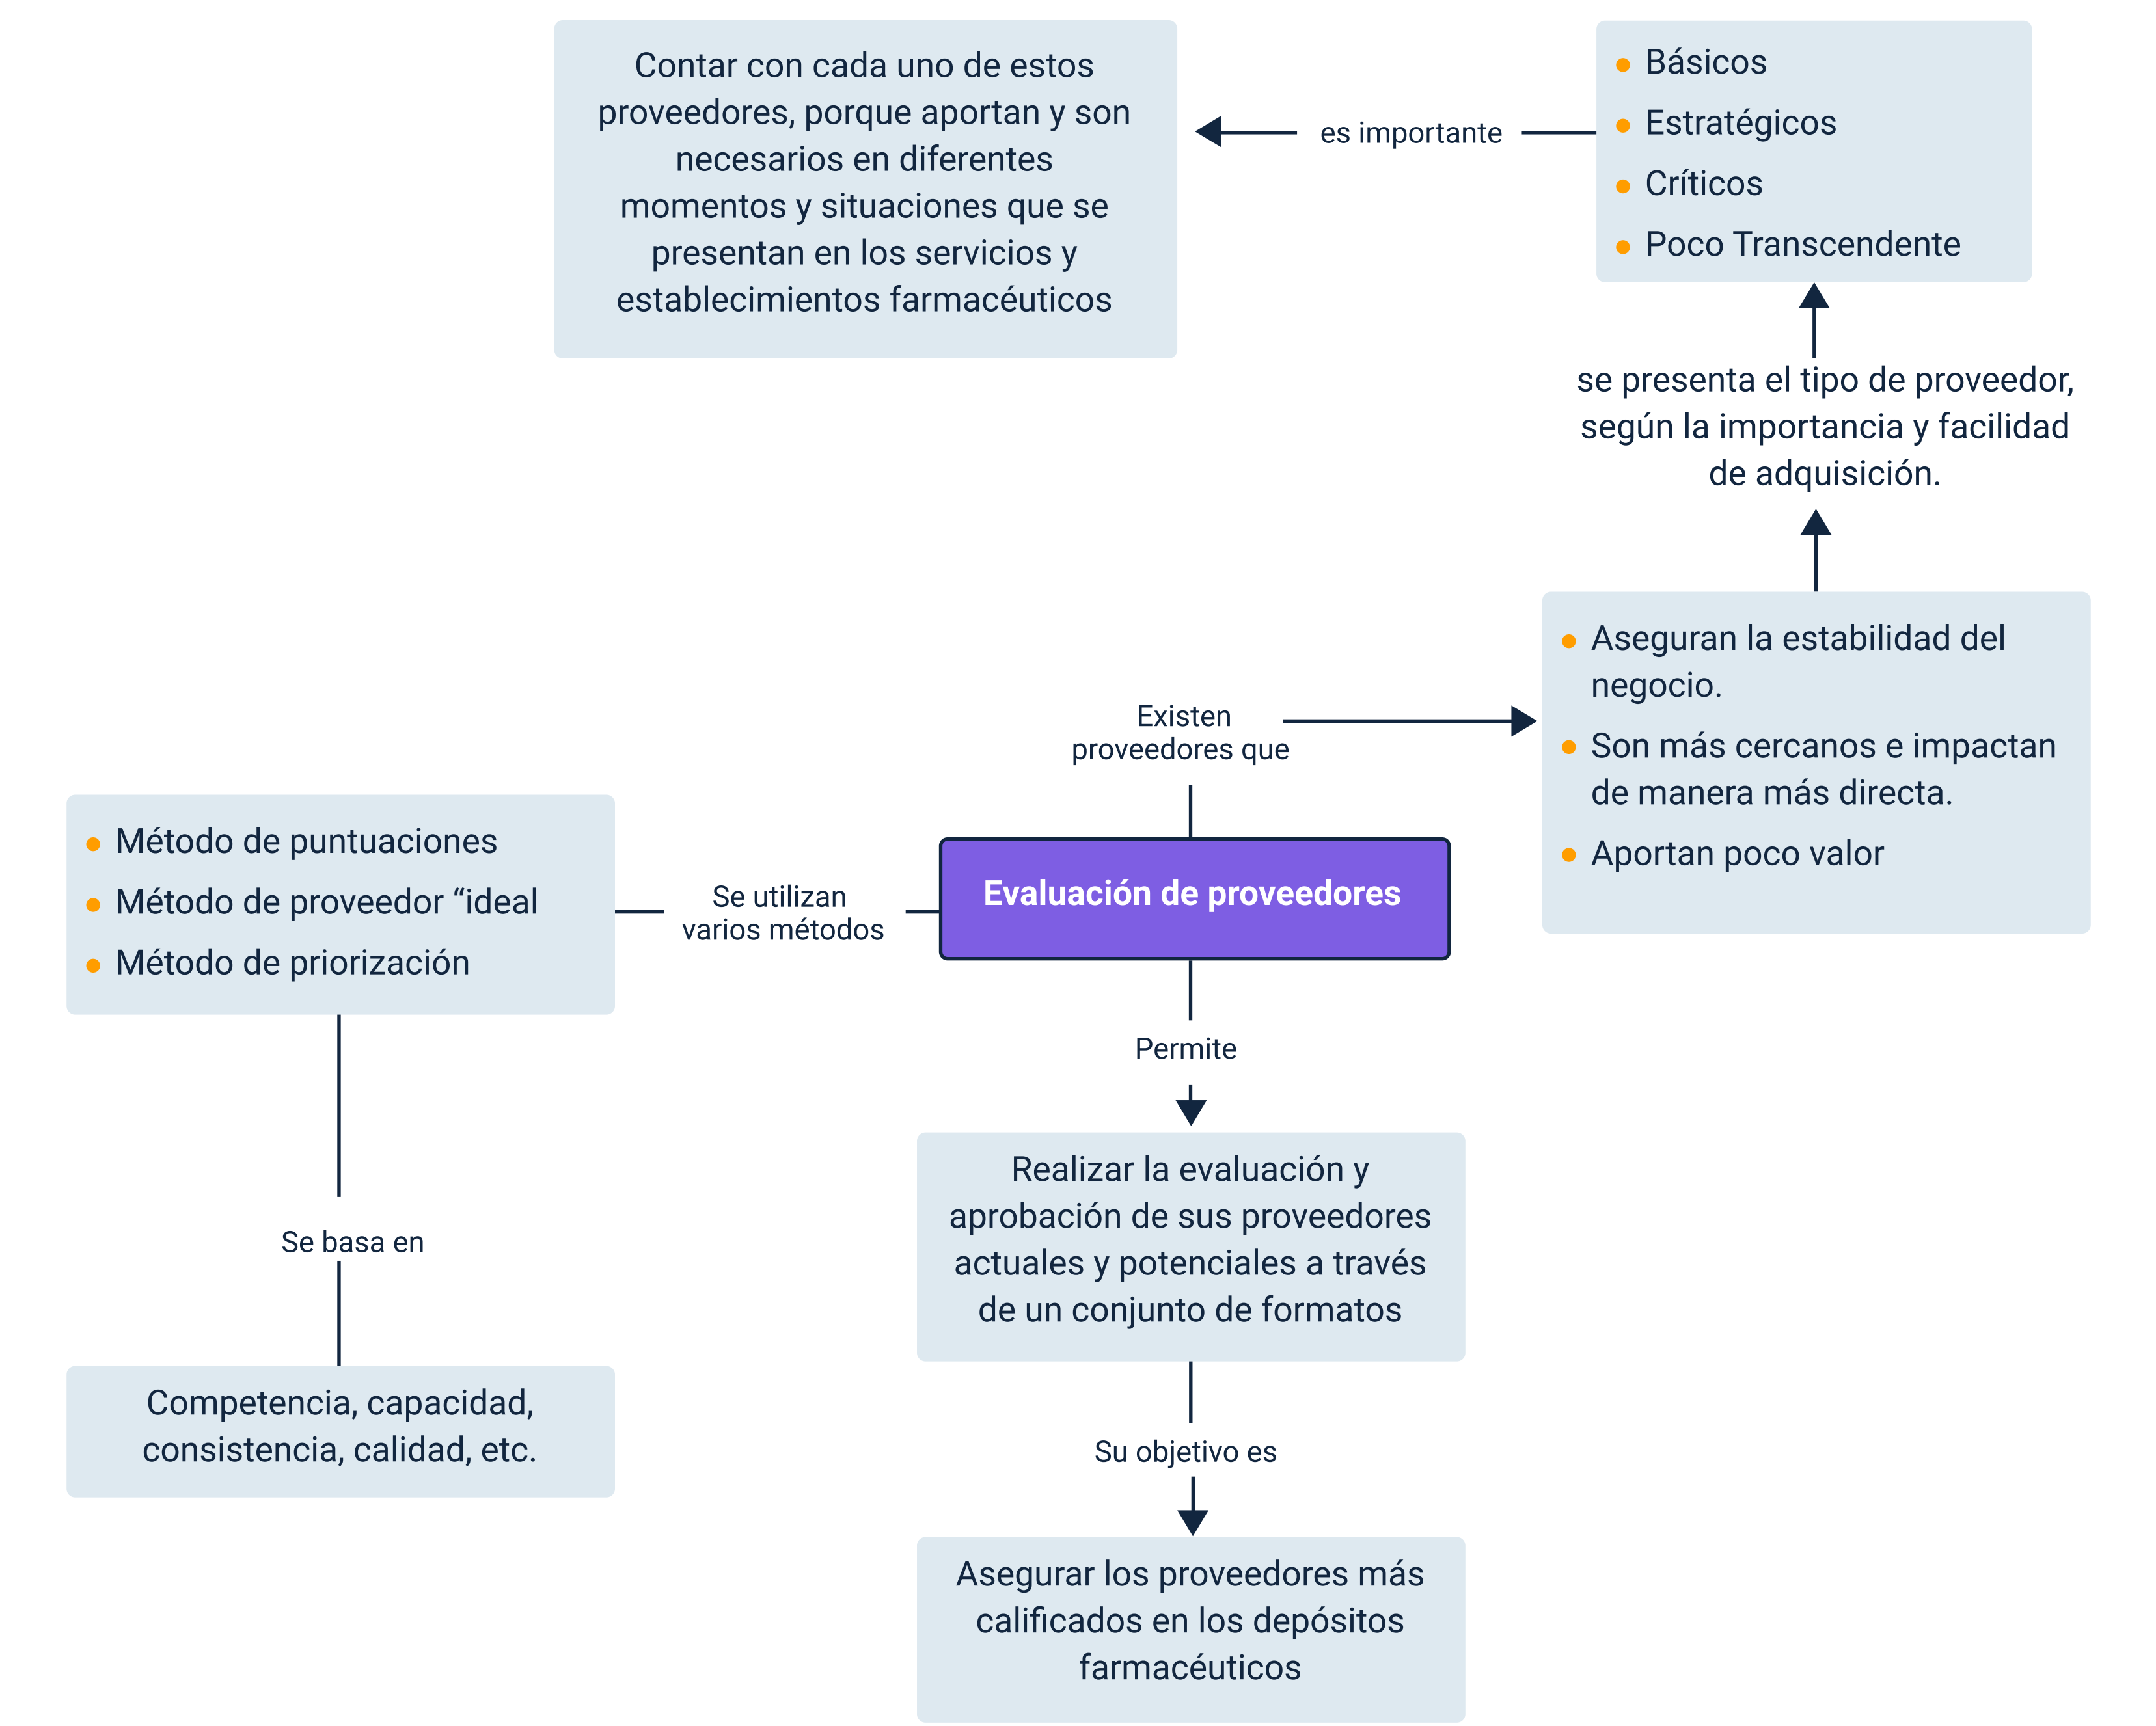 Contar con cada uno de estos
proveedores, porque aportan y son
necesarios en diferentes
momentos y situaciones que se
presentan en los servicios y
establecimientos farmacéuticos
es importante
Básicos
Estratégicos
Críticos
Poco Transcendente
se presenta el tipo de proveedor,
según la importancia y facilidad
de adquisición.
Aseguran la estabilidad del
negocio.
Son más cercanos e impactan
de manera más directa.
Aportan poco valor
Existen
proveedores que
Evaluación de proveedores
Se utilizan
varios métodos
Método de puntuaciones
Método de proveedor “ideal
Método de priorización
Se basa en
Competencia, capacidad,
consistencia, calidad, etc.
Permite
Realizar la evaluación y
aprobación de sus proveedores
actuales y potenciales a través
de un conjunto de formatos
Su objetivo es
Asegurar los proveedores más
calificados en los depósitos
farmacéuticos